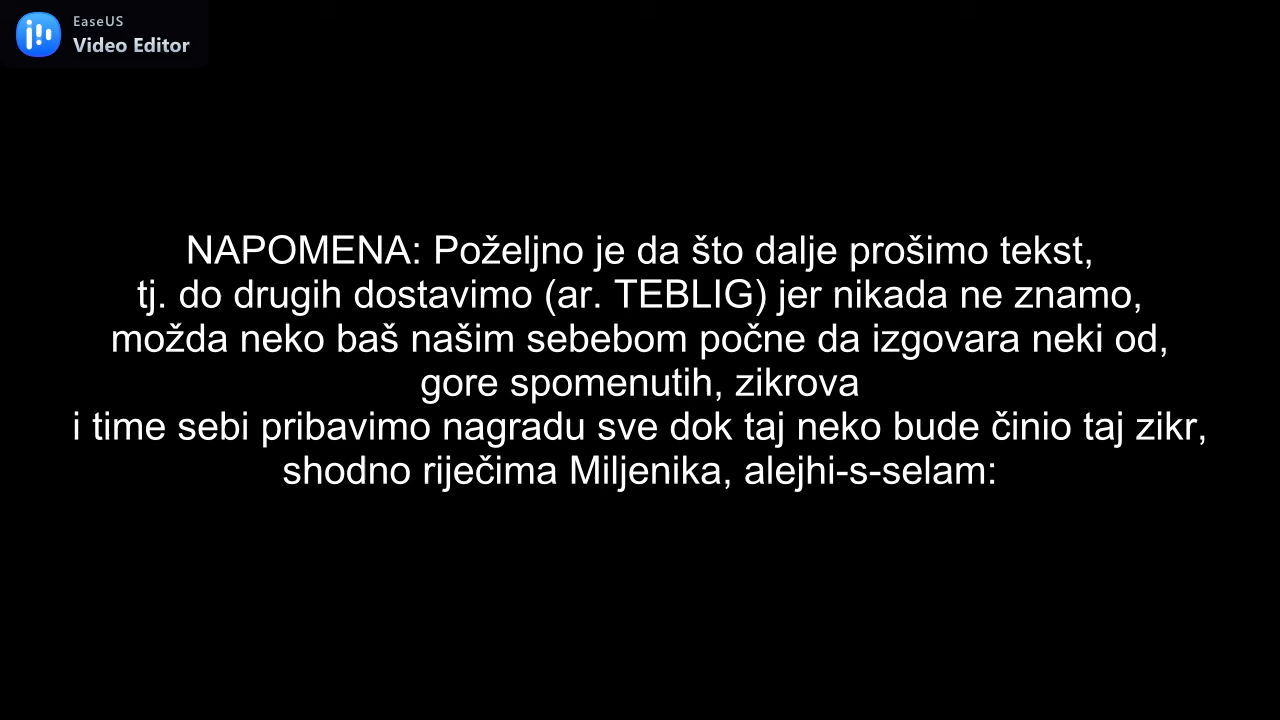 EaseUS
Video Editor
NAPOMENA: Poželjno je da što dalje prošimo tekst,
tj. do drugih dostavimo (ar. TEBLIG) jer nikada ne znamo,
možda neko baš našim sebebom počne da izgovara neki od,
gore spomenutih, zikrova
i time sebi pribavimo nagradu sve dok taj neko bude činio taj zikr,
shodno riječima Miljenika, alejhi-s-selam: